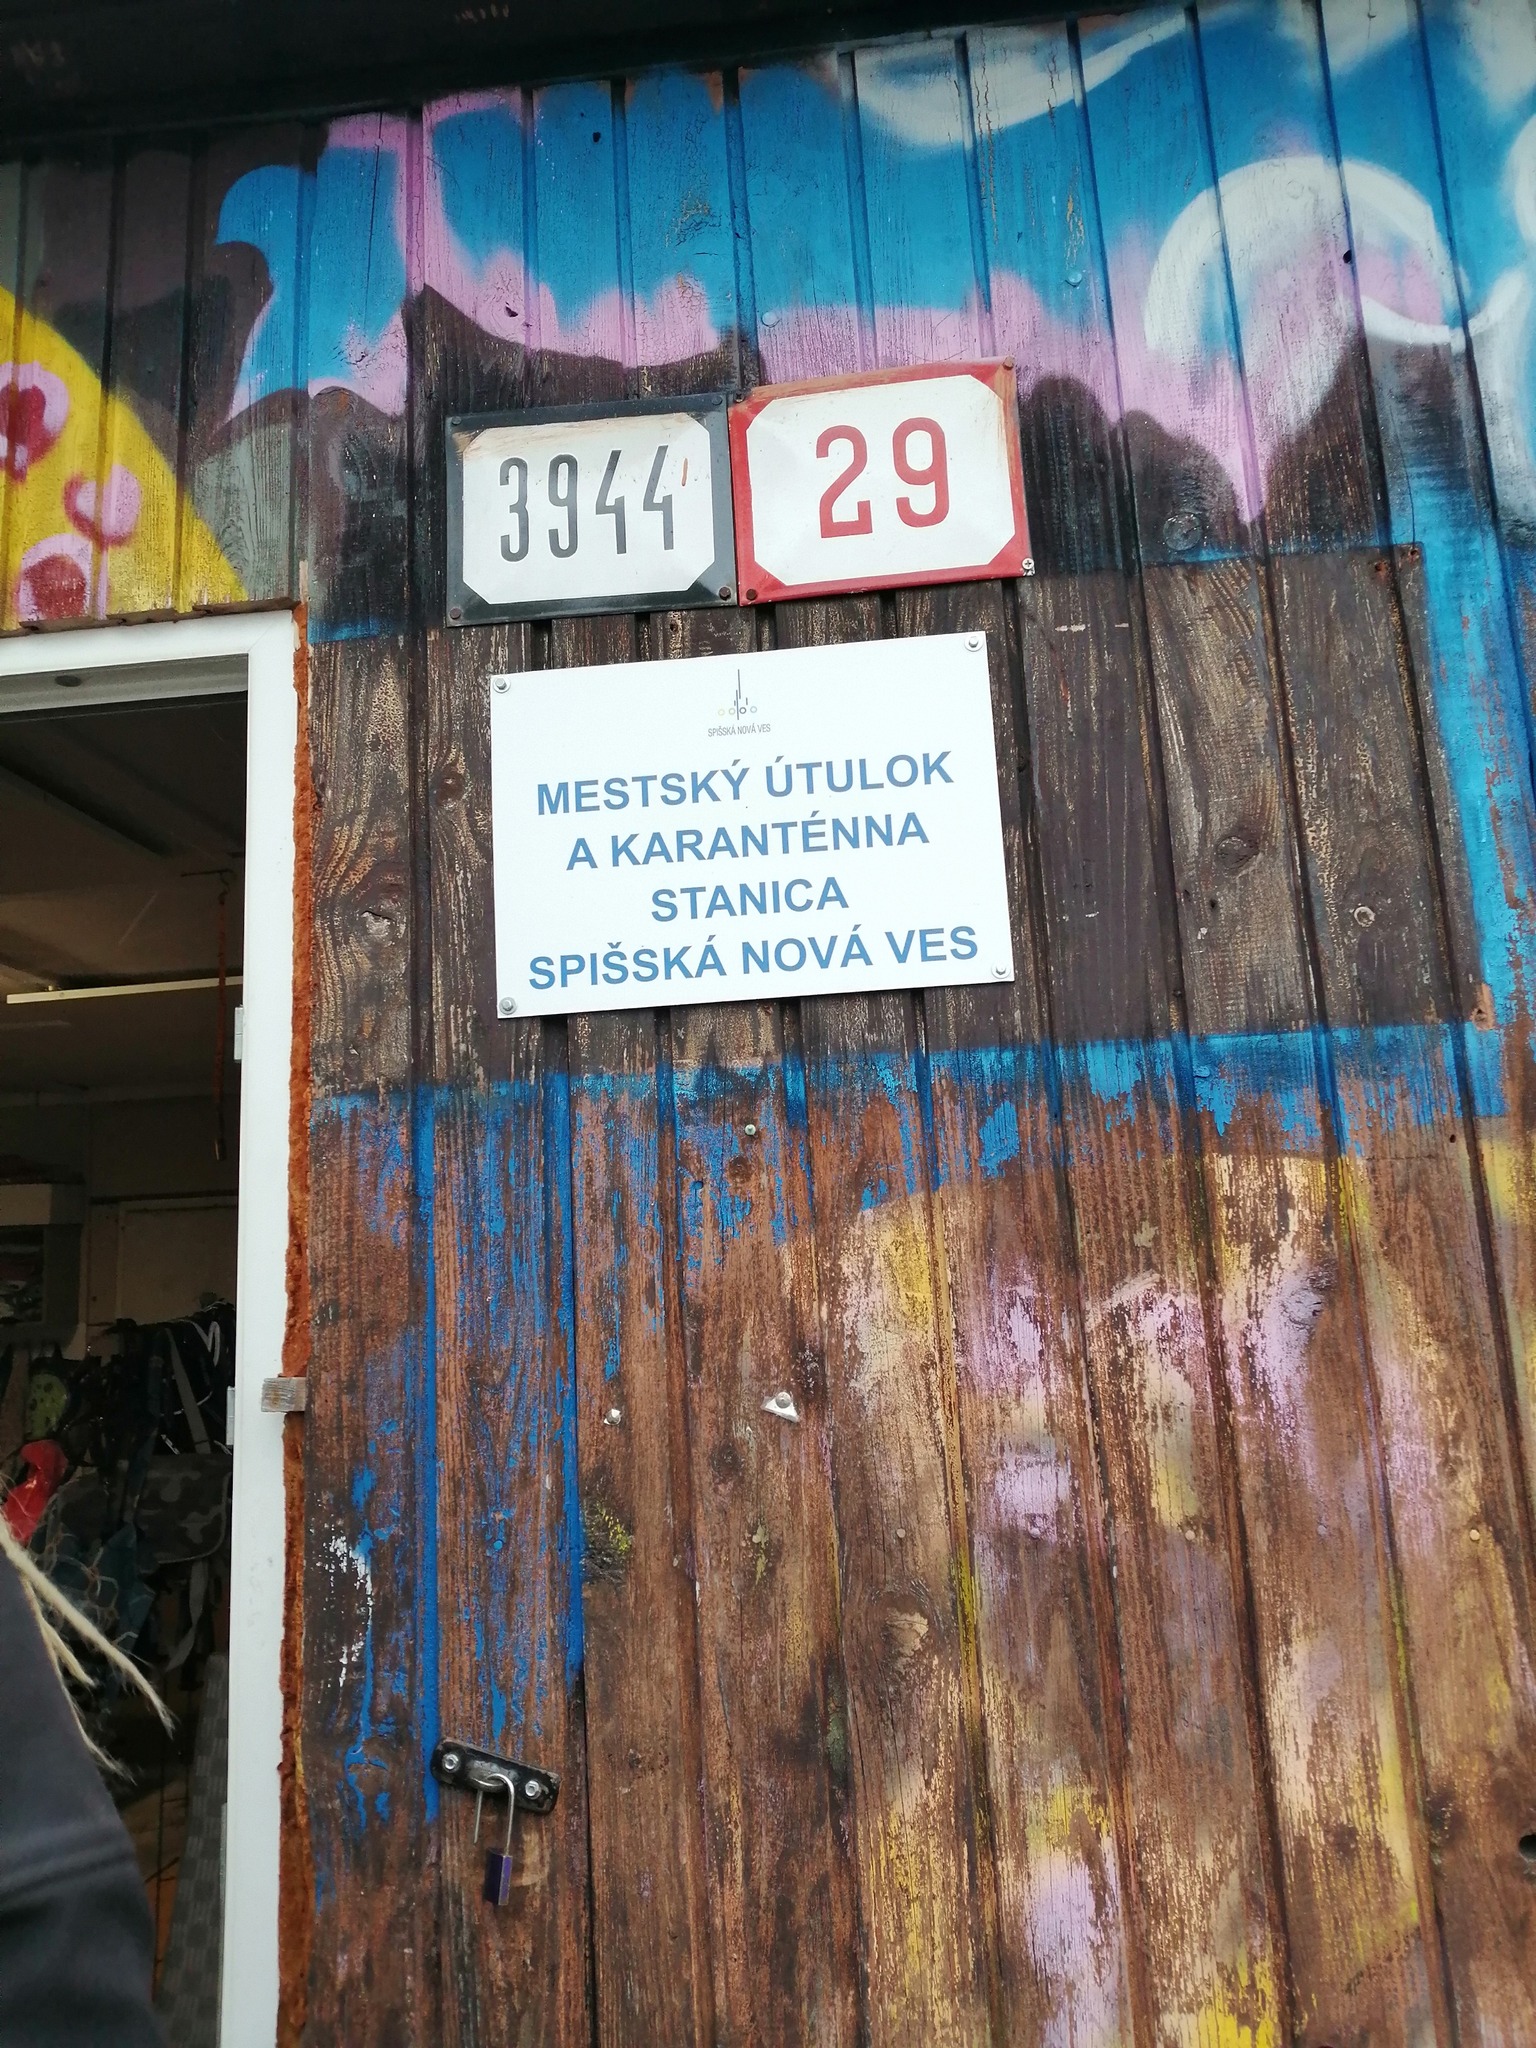 3944
29
SPIŠSKÁ NOVÁ VES
MESTSKÝ ÚTULOK
A KARANTÉNNA
STANICA
SPIŠSKÁ NOVÁ VES